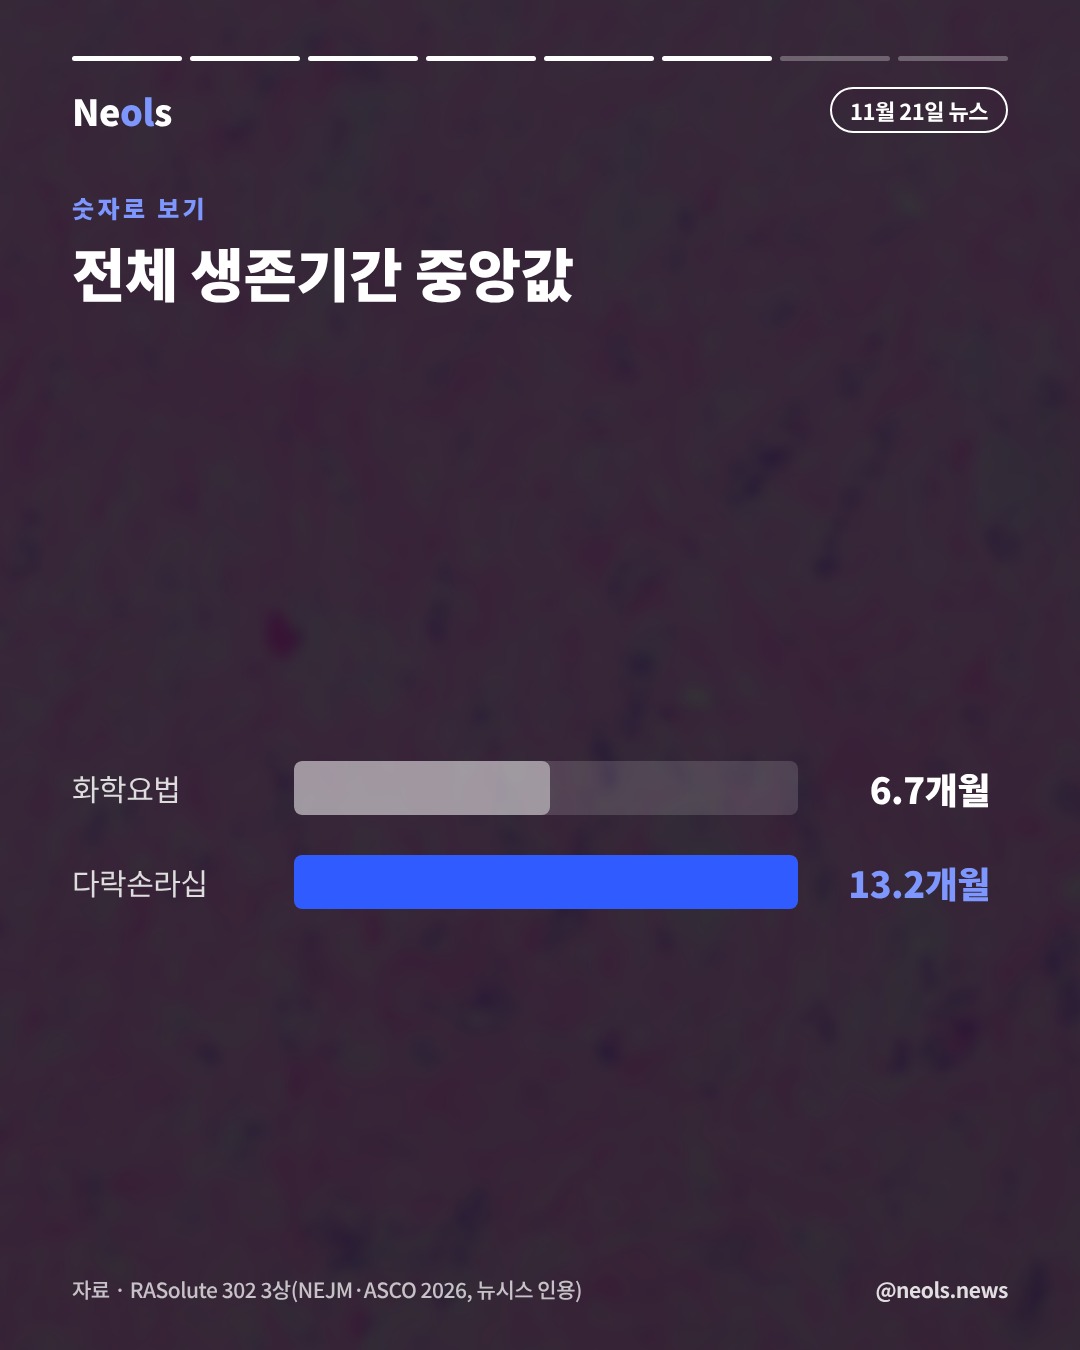 Neols
11월 21일 뉴스
숫자로 보기
전체 생존기간 중앙값
화학요법
6.7개월
다락손라십
13.2개월
자료 · RASolute 302 3상(NEJM·ASCO 2026, 뉴시스 인용)
@neols.news